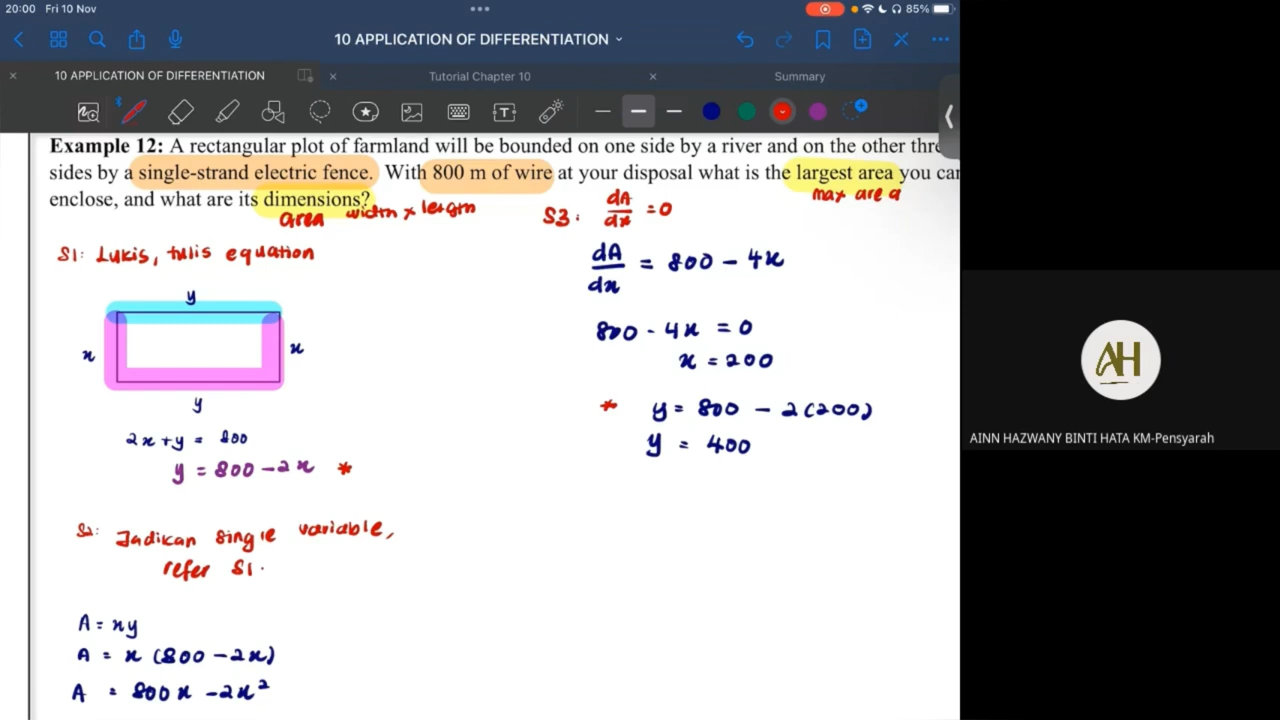 20:00 Fri 10 Nov
85%
10 APPLICATION OF DIFFERENTIATION
10 APPLICATION OF DIFFERENTIATION
Tutorial Chapter 10
Summary
Example 12: A rectangular plot of farmland will be bounded on one side by a river and on the other thre
sides by a single-strand electric fence. With 800 m of wire at your disposal what is the largest area you can
enclose, and what are its dimensions?
max area
area width × length
S1: Lukis, tulis equation
y
x
x
y
2x + y = 800
y = 800 - 2x *
S2: Jadikan single variable,
refer S1.
A = xy
A = x (800 - 2x)
A = 800x - 2x²
S3: dA/dx = 0
dA/dx = 800 - 4x
800 - 4x = 0
x = 200
* y = 800 - 2(200)
y = 400
AH
AINN HAZWANY BINTI HATA KM-Pensyarah